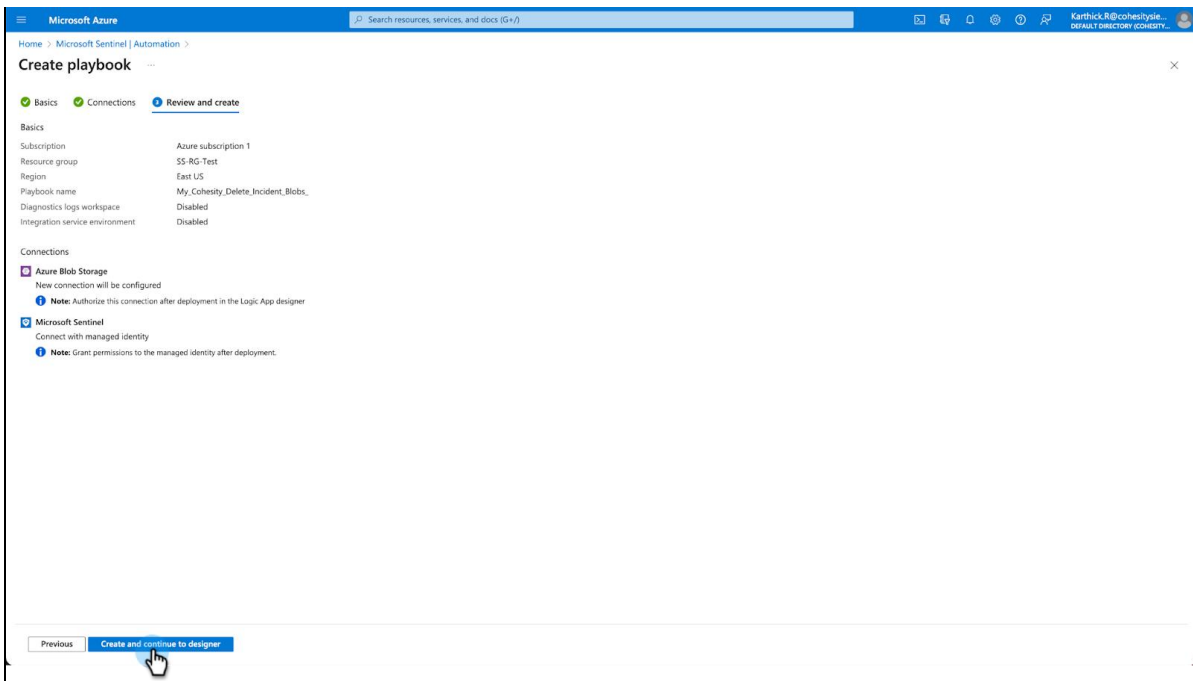 Microsoft Azure
Search resources, services, and docs (G+/)
Karthick.R@cohesitysie...
DEFAULT DIRECTORY (COHESITY_...
Home > Microsoft Sentinel | Automation >
Create playbook ...
Basics
Connections
3 Review and create
Basics
Subscription Azure subscription 1
Resource group SS-RG-Test
Region East US
Playbook name My_Cohesity_Delete_Incident_Blobs_
Diagnostics logs workspace Disabled
Integration service environment Disabled
Connections
Azure Blob Storage
New connection will be configured
Note: Authorize this connection after deployment in the Logic App designer
Microsoft Sentinel
Connect with managed identity
Note: Grant permissions to the managed identity after deployment.
Previous
Create and continue to designer